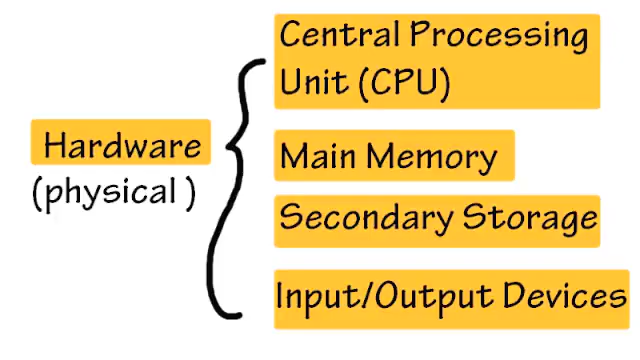 Hardware
(physical )
Central Processing
Unit (CPU)
Main Memory
Secondary Storage
Input/Output Devices